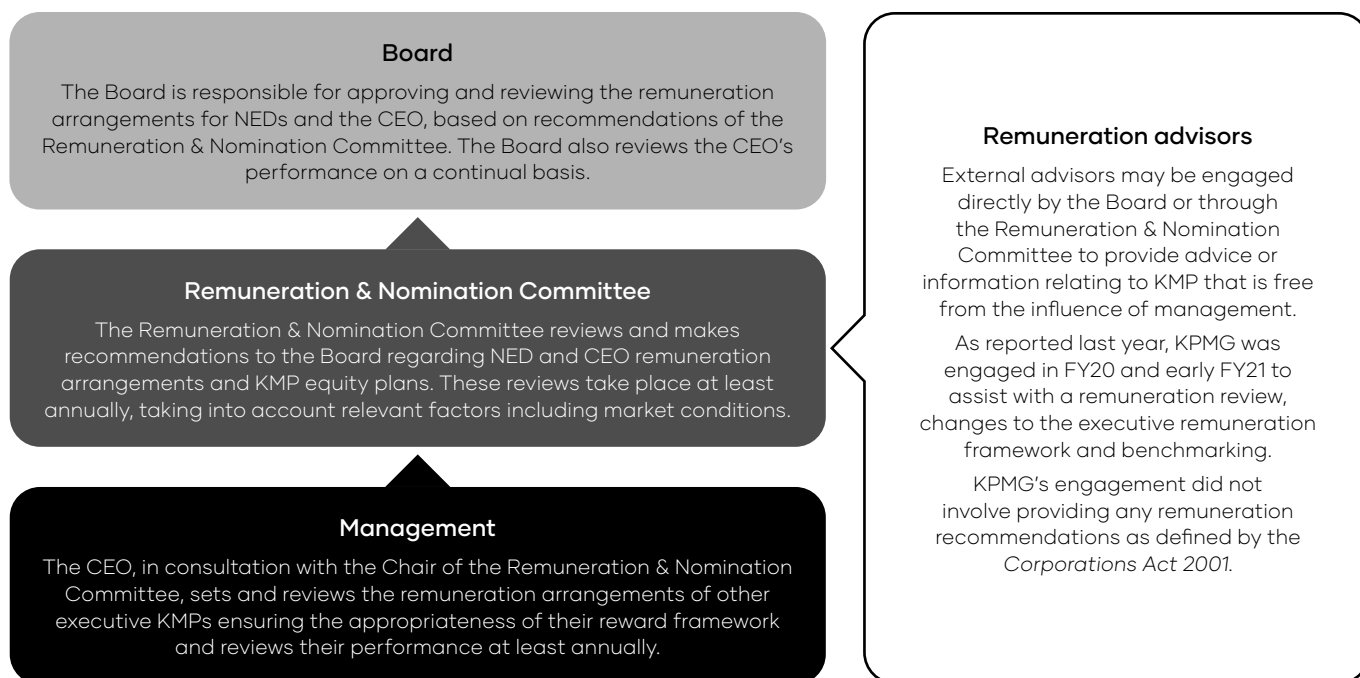 Board
The Board is responsible for approving and reviewing the remuneration
arrangements for NEDs and the CEO, based on recommendations of the
Remuneration & Nomination Committee. The Board also reviews the CEO’s
performance on a continual basis.
Remuneration & Nomination Committee
The Remuneration & Nomination Committee reviews and makes
recommendations to the Board regarding NED and CEO remuneration
arrangements and KMP equity plans. These reviews take place at least
annually, taking into account relevant factors including market conditions.
Management
The CEO, in consultation with the Chair of the Remuneration & Nomination
Committee, sets and reviews the remuneration arrangements of other
executive KMPs ensuring the appropriateness of their reward framework
and reviews their performance at least annually.
Remuneration advisors
External advisors may be engaged
directly by the Board or through
the Remuneration & Nomination
Committee to provide advice or
information relating to KMP that is free
from the influence of management.
As reported last year, KPMG was
engaged in FY20 and early FY21 to
assist with a remuneration review,
changes to the executive remuneration
framework and benchmarking.
KPMG’s engagement did not
involve providing any remuneration
recommendations as defined by the
Corporations Act 2001.